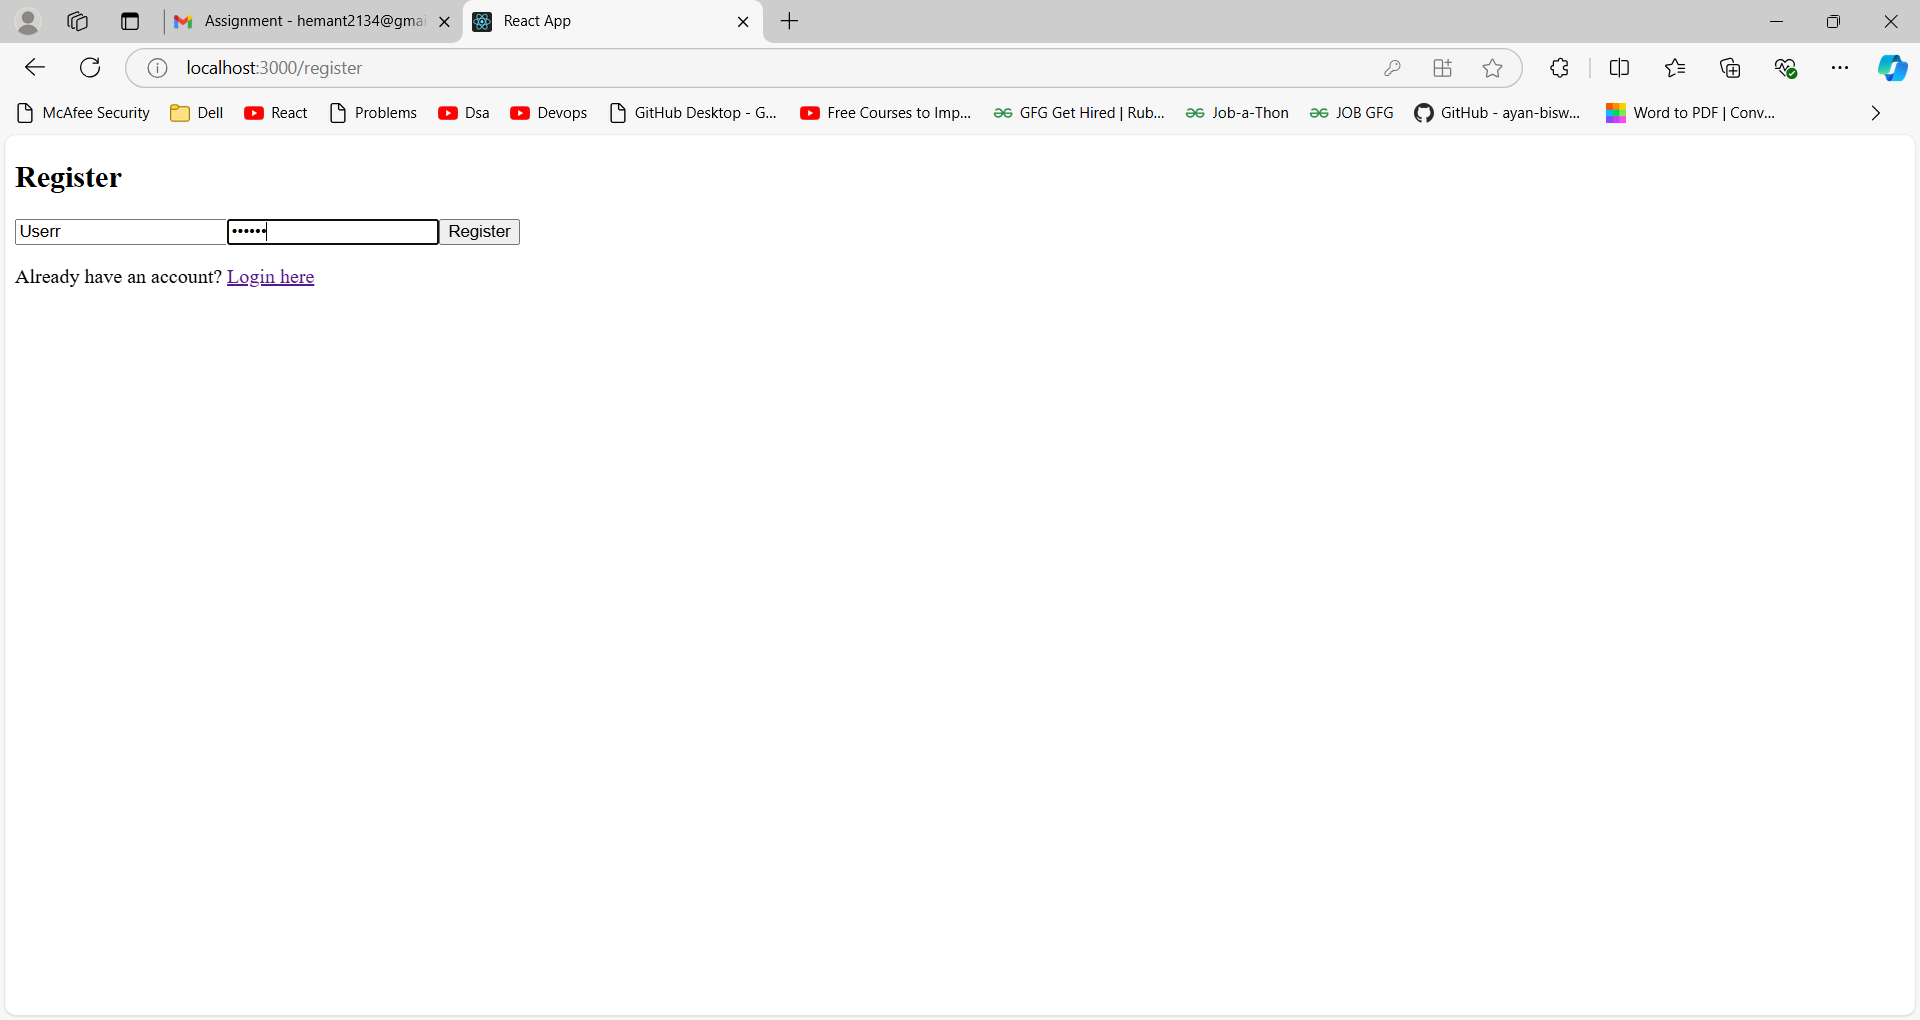 Assignment - hemant2134@gmai
React App
localhost:3000/register
McAfee Security Dell React Problems Dsa Devops GitHub Desktop - G... Free Courses to Imp... GFG Get Hired | Rub... Job-a-Thon JOB GFG GitHub - ayan-bisw... Word to PDF | Conv...
Register
Userr •••••• Register
Already have an account? Login here